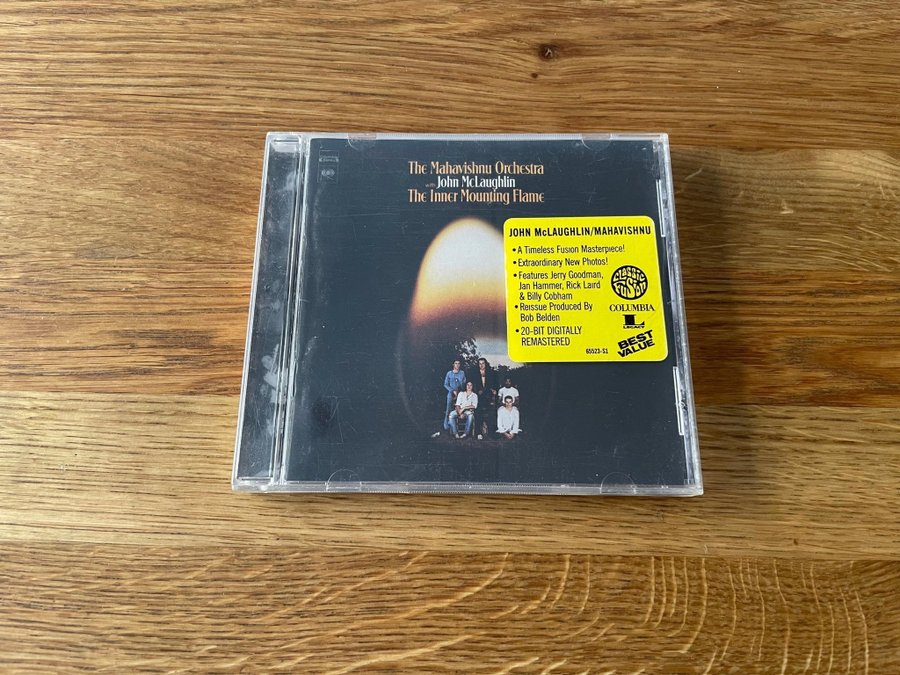 The Mahavishnu Orchestra
with John McLaughlin
The Inner Mounting Flame
JOHN McLAUGHLIN/MAHAVISHNU
• A Timeless Fusion Masterpiece!
• Extraordinary New Photos!
• Features Jerry Goodman,
Jan Hammer, Rick Laird
& Billy Cobham
• Reissue Produced By
Bob Belden
• 20-BIT DIGITALLY
REMASTERED
CLASSIC
FUSION
COLUMBIA
L
LEGACY
BEST
VALUE
65523-S1